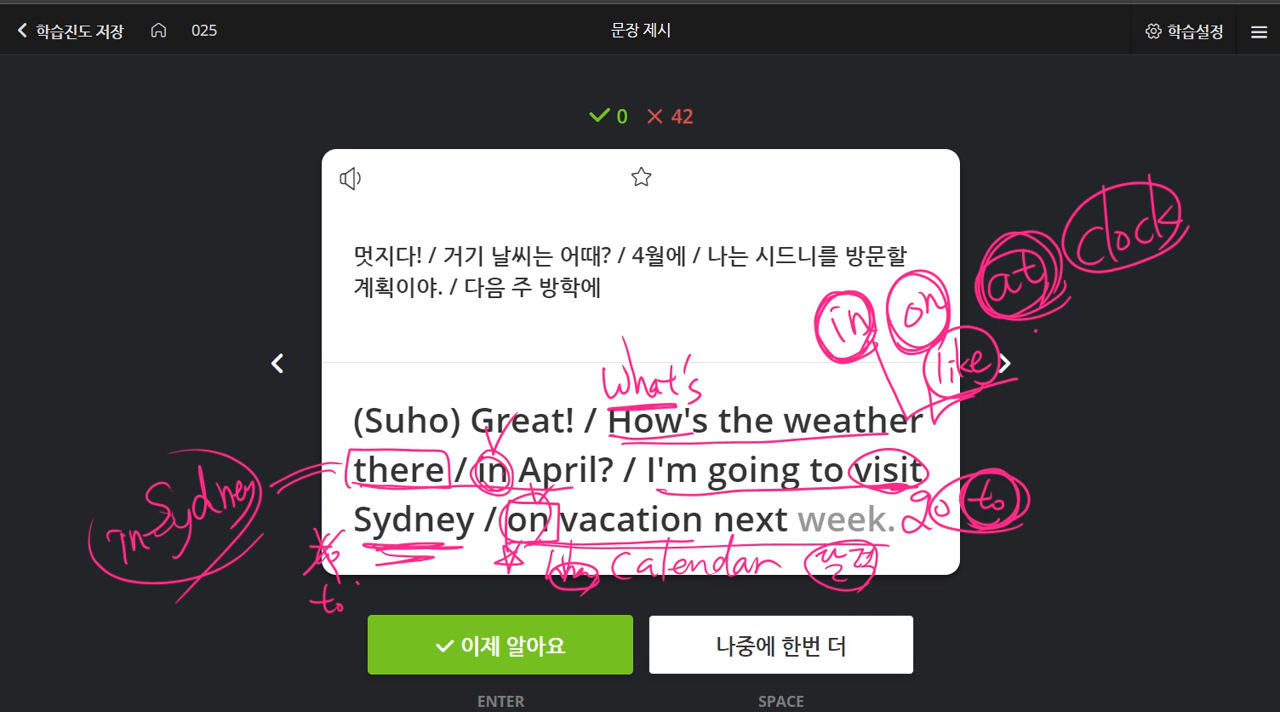 학습진도 저장 025 문장 제시 학습설정
0 42
멋지다! / 거기 날씨는 어때? / 4월에 / 나는 시드니를 방문할
계획이야. / 다음 주 방학에
in on at clock
like
What's
(Suho) Great! / How's the weather
there / in April? / I'm going to visit
In Sydney
Sydney / on vacation next week.
go to
to
calendar 달력
이제 알아요 나중에 한번 더
ENTER SPACE